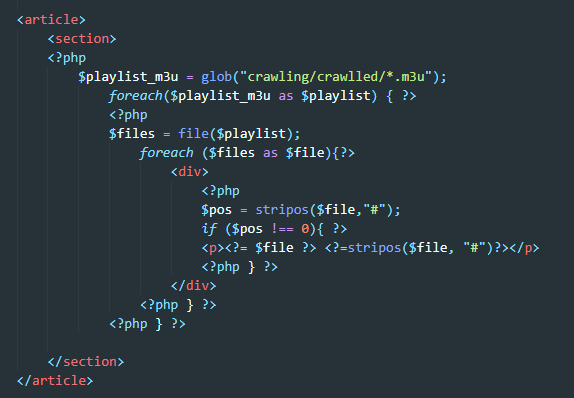 <article>
<section>
<?php
$playlist_m3u = glob("crawling/crawlled/*.m3u");
foreach($playlist_m3u as $playlist) { ?>
<?php
$files = file($playlist);
foreach ($files as $file){?>
<div>
<?php
$pos = stripos($file,"#");
if ($pos !== 0){ ?>
<p><?= $file ?> <?=stripos($file, "#")?></p>
<?php } ?>
</div>
<?php } ?>
<?php } ?>
</section>
</article>